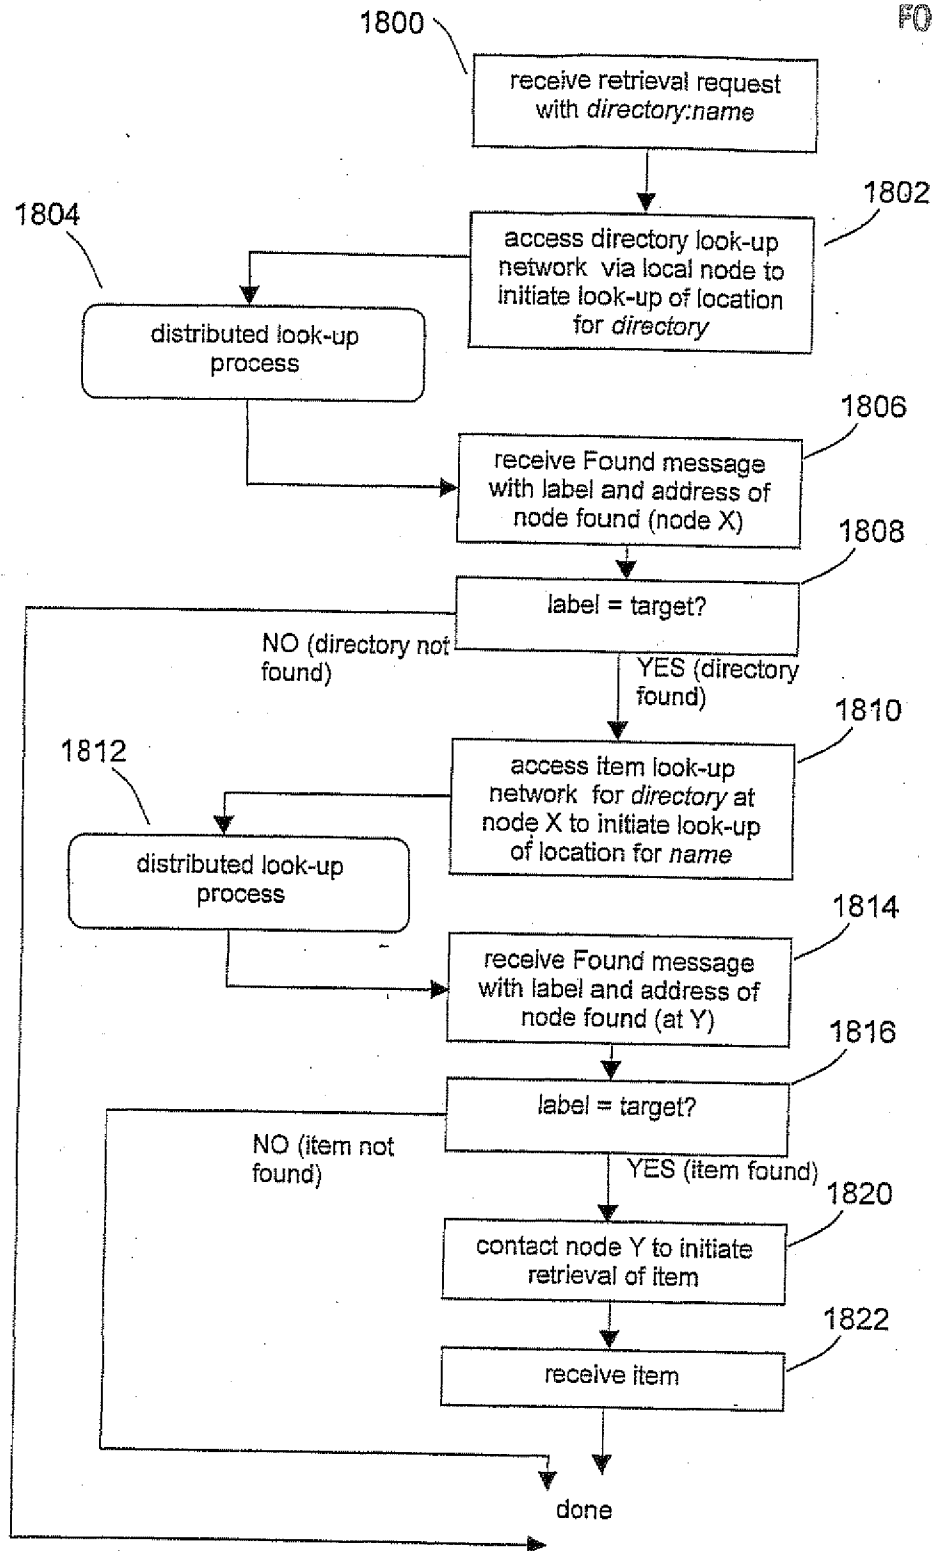 1800
FO
receive retrieval request
with directory:name
1802
1804
access directory look-up
network via local node to
initiate look-up of location
for directory
distributed look-up
process
1806
receive Found message
with label and address of
node found (node X)
1808
label = target?
NO (directory not
found)
YES (directory
found)
1810
1812
access item look-up
network for directory at
node X to initiate look-up
of location for name
distributed look-up
process
1814
receive Found message
with label and address of
node found (at Y)
1816
label = target?
NO (item not
found)
YES (item found)
1820
contact node Y to initiate
retrieval of item
1822
receive item
done